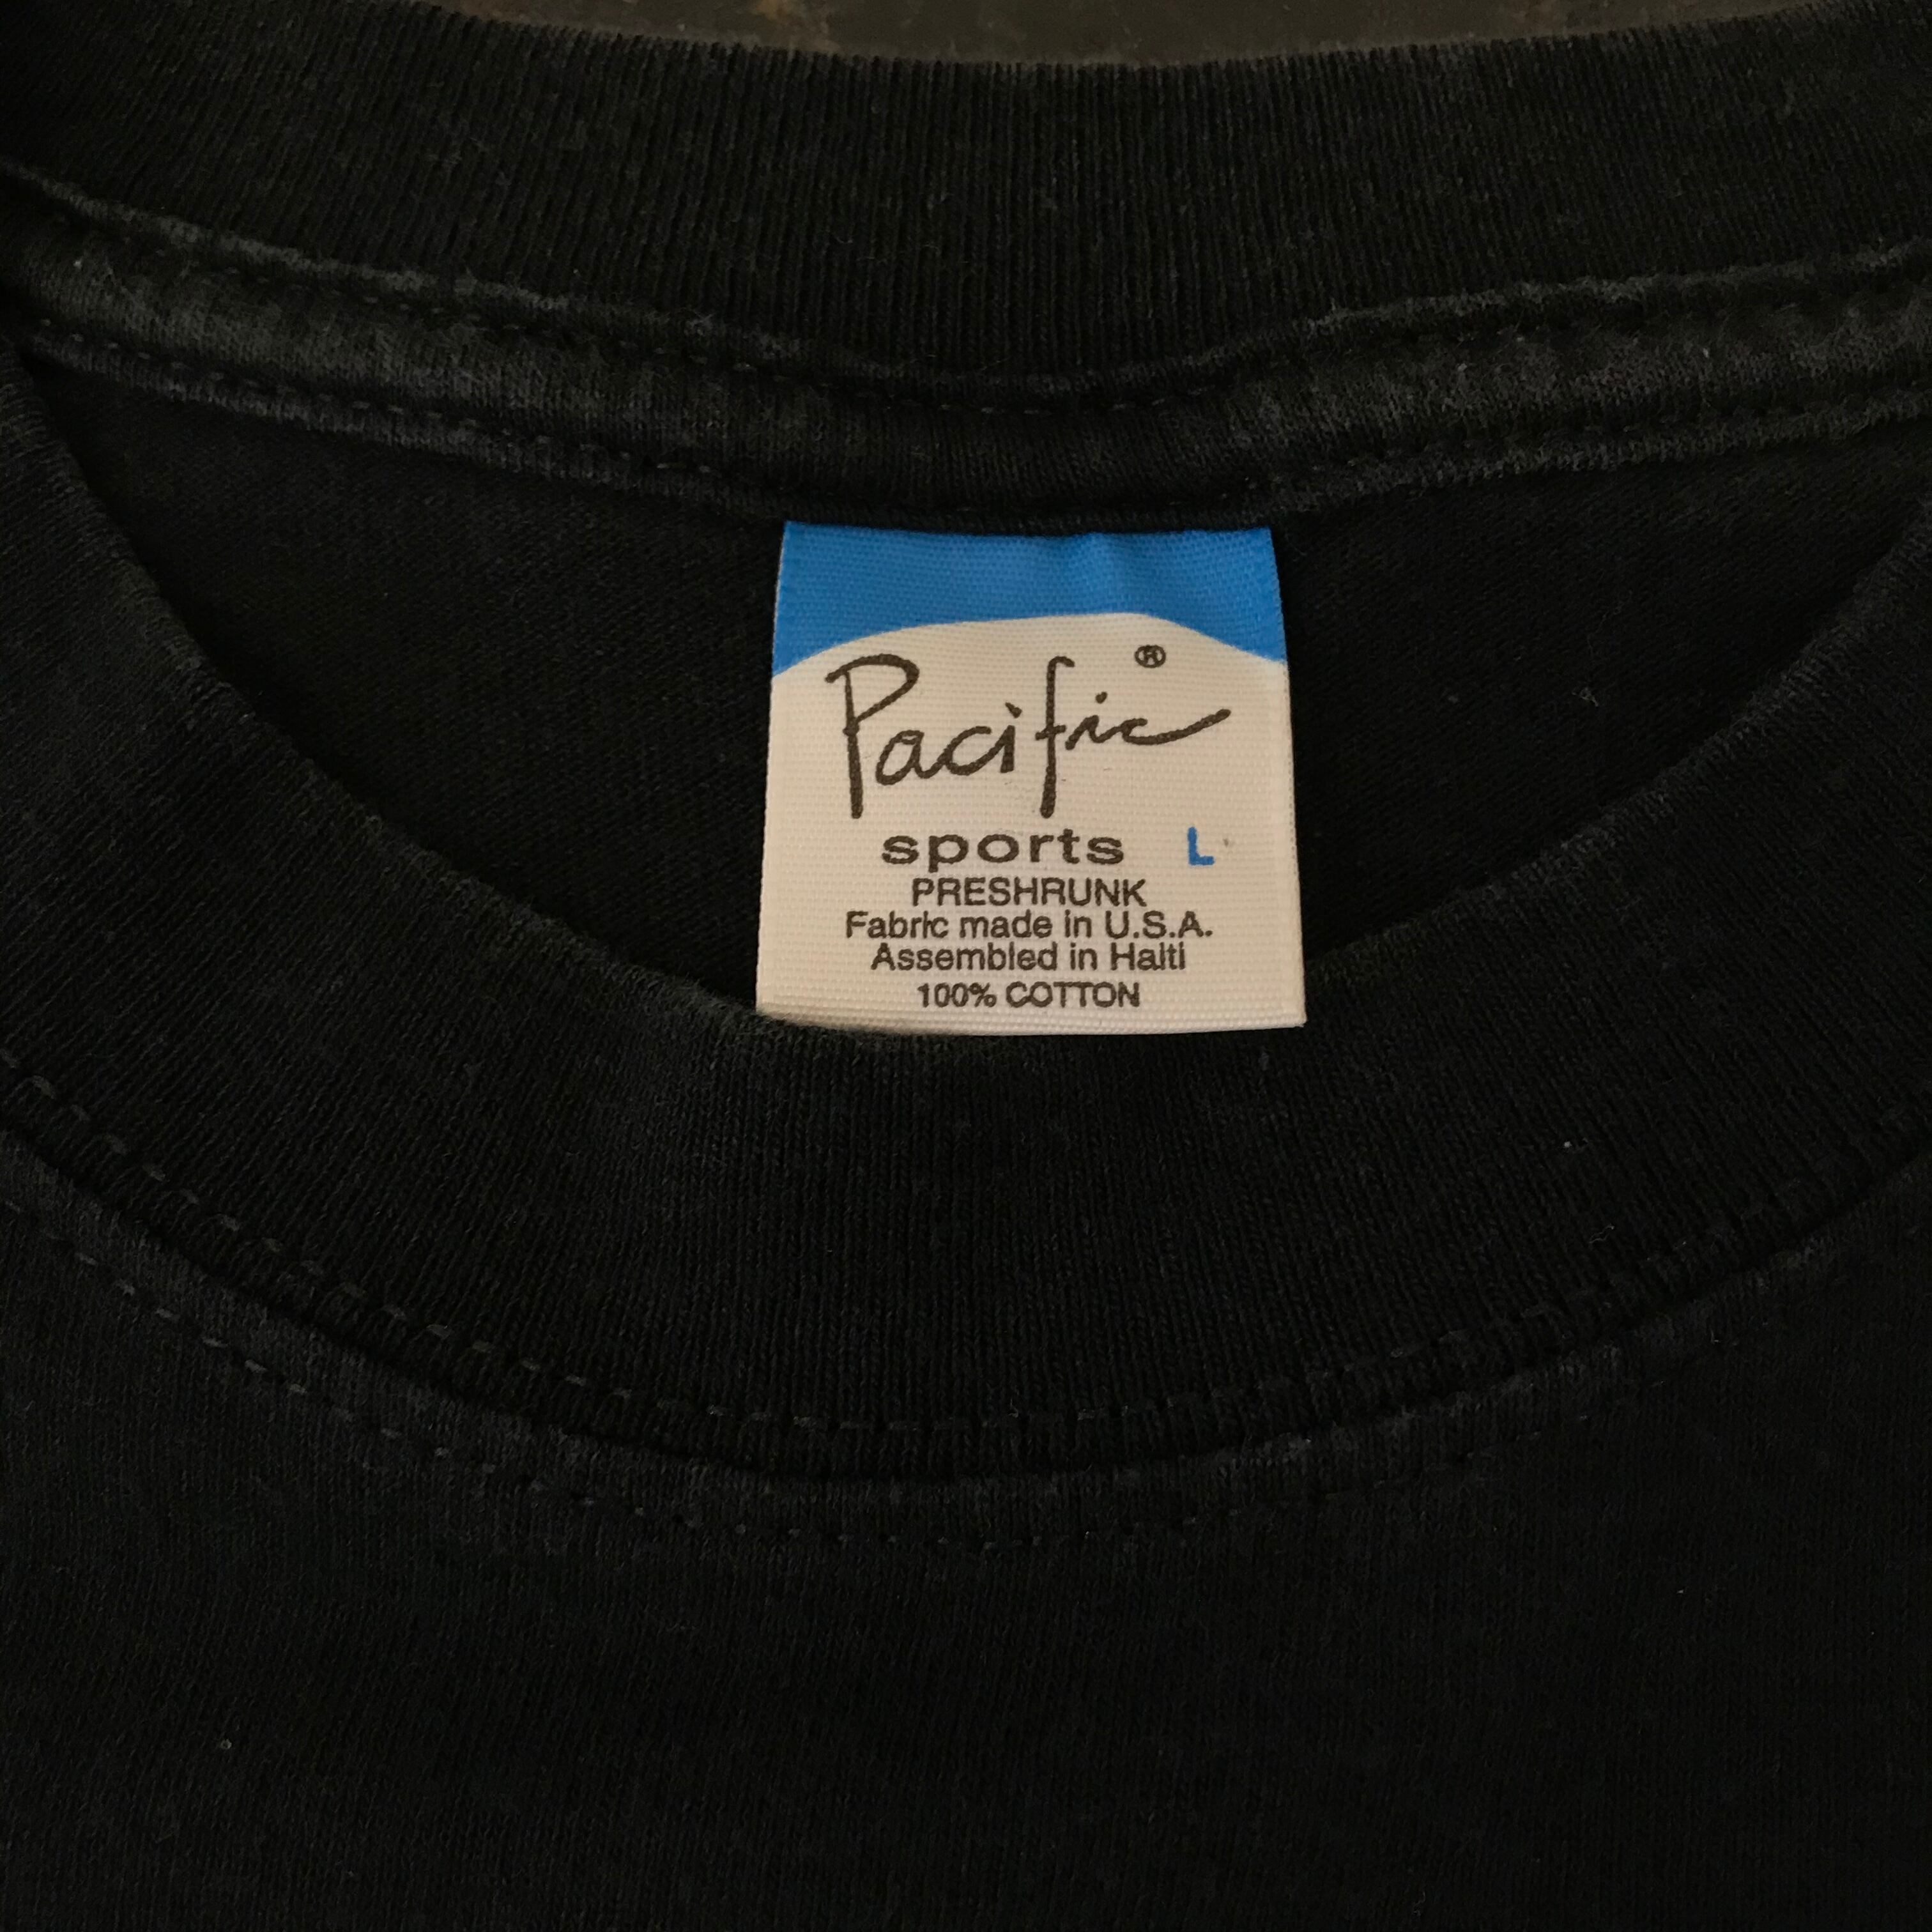 Pacific®
sports L
PRESHRUNK
Fabric made in U.S.A.
Assembled in Haiti
100% COTTON